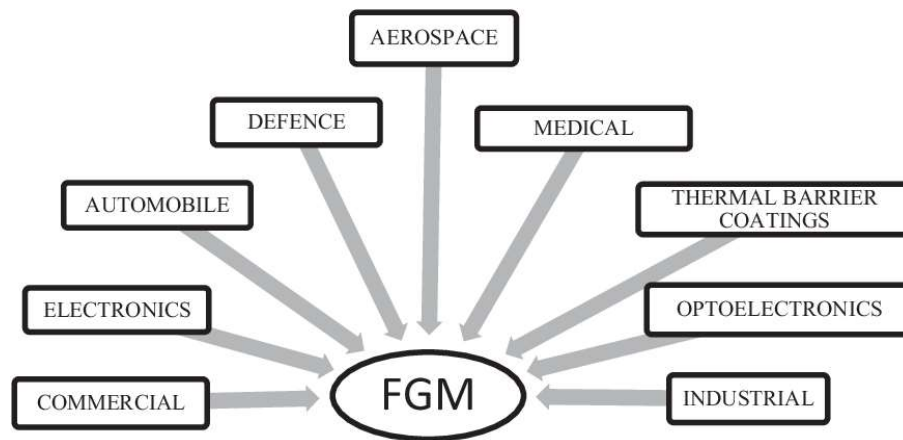 AEROSPACE
DEFENCE
MEDICAL
AUTOMOBILE
THERMAL BARRIER
COATINGS
ELECTRONICS
OPTOELECTRONICS
COMMERCIAL
FGM
INDUSTRIAL